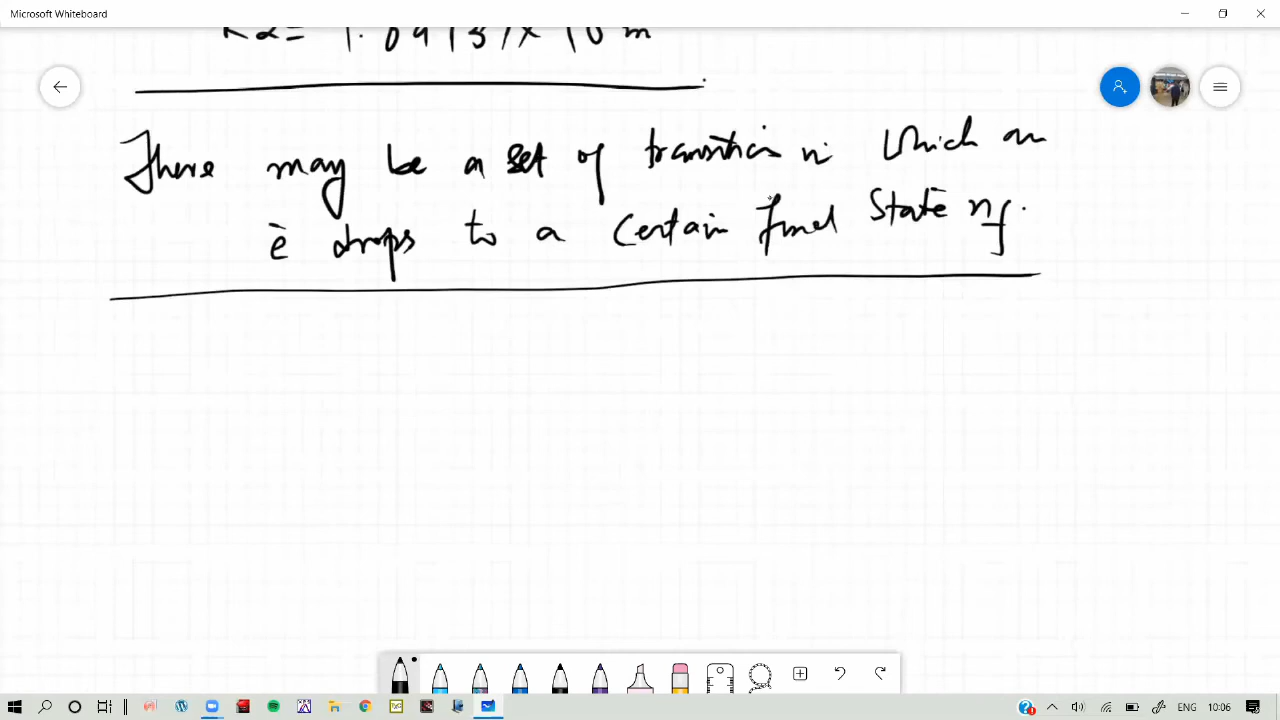 Microsoft Whiteboard
There may be a set of transition in which an
ē drops to a certain final State nf.
ENG 10:06